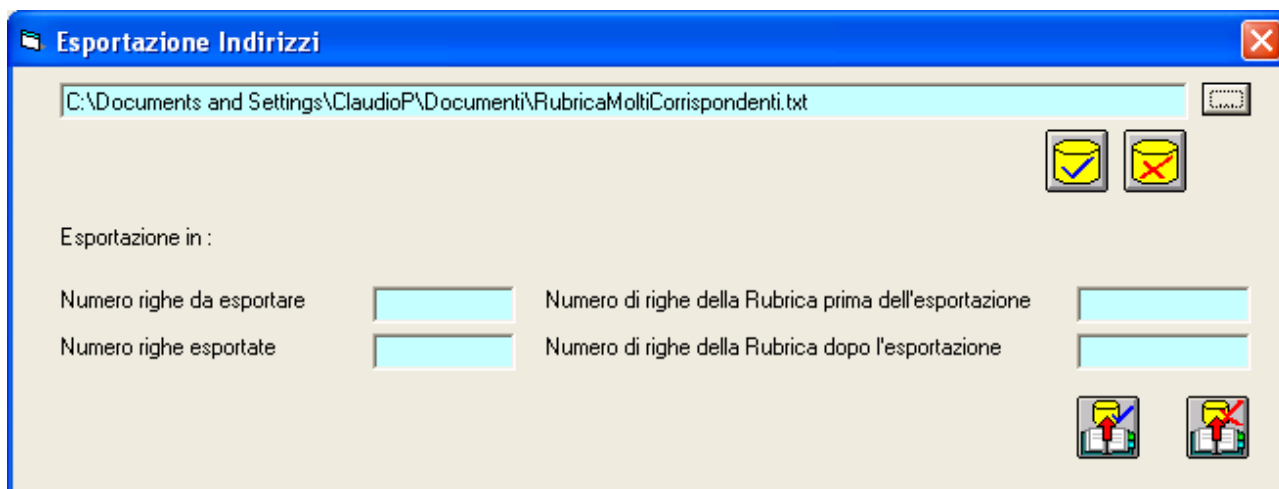 Esportazione Indirizzi
C:\Documents and Settings\ClaudioP\Documenti\RubricaMoltiCorrispondenti.txt
Esportazione in :
Numero righe da esportare Numero di righe della Rubrica prima dell'esportazione
Numero righe esportate Numero di righe della Rubrica dopo l'esportazione